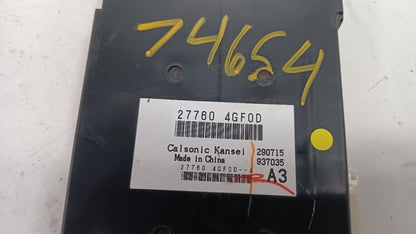 74654
27760 4GF0D
Calsonic Kansei 290715
Made in China 937035
27760 4GF0D--A
A3